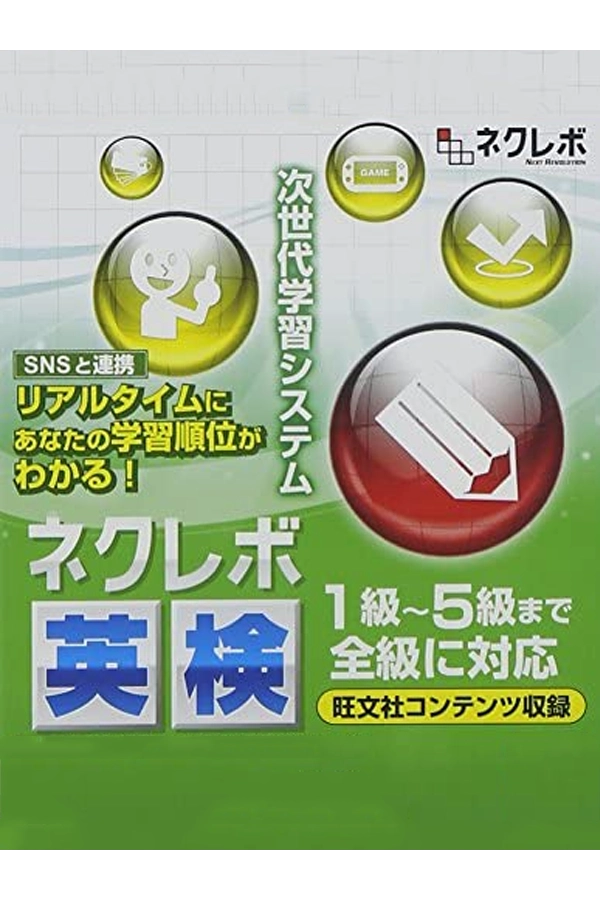 ネクレボ
NEXT REVOLUTION
GAME
次世代学習システム
SNSと連携
リアルタイムに
あなたの学習順位が
わかる!
ネクレボ
英検
1級～5級まで
全級に対応
旺文社コンテンツ収録